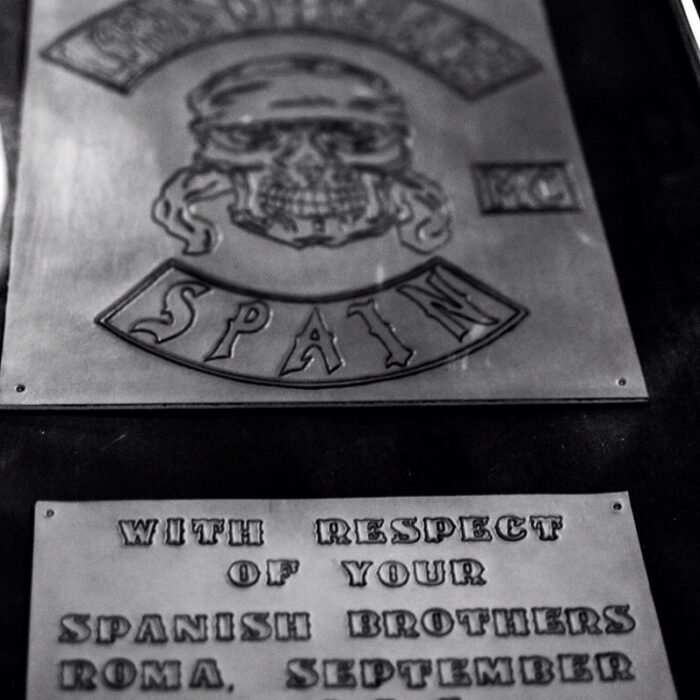 MC
SPAIN
WITH RESPECT
OF YOUR
SPANISH BROTHERS
ROMA, SEPTEMBER